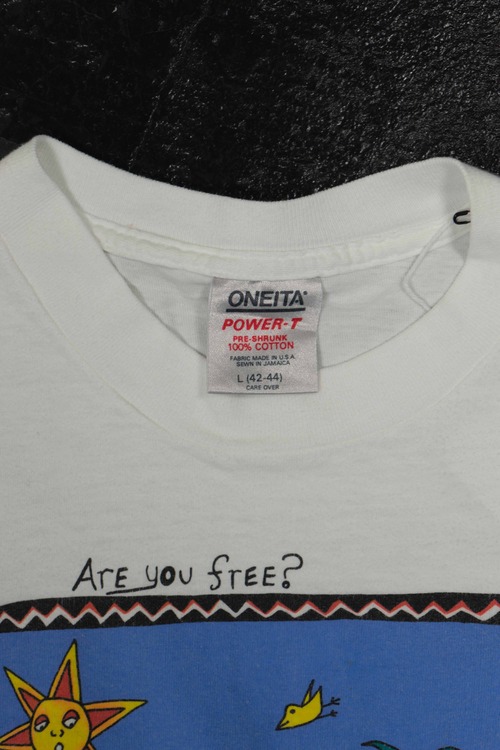 ONEITA®
POWER-T
PRE-SHRUNK
100% COTTON
FABRIC MADE IN U.S.A.
SEWN IN JAMAICA
L (42-44)
CARE OVER
Are you free?